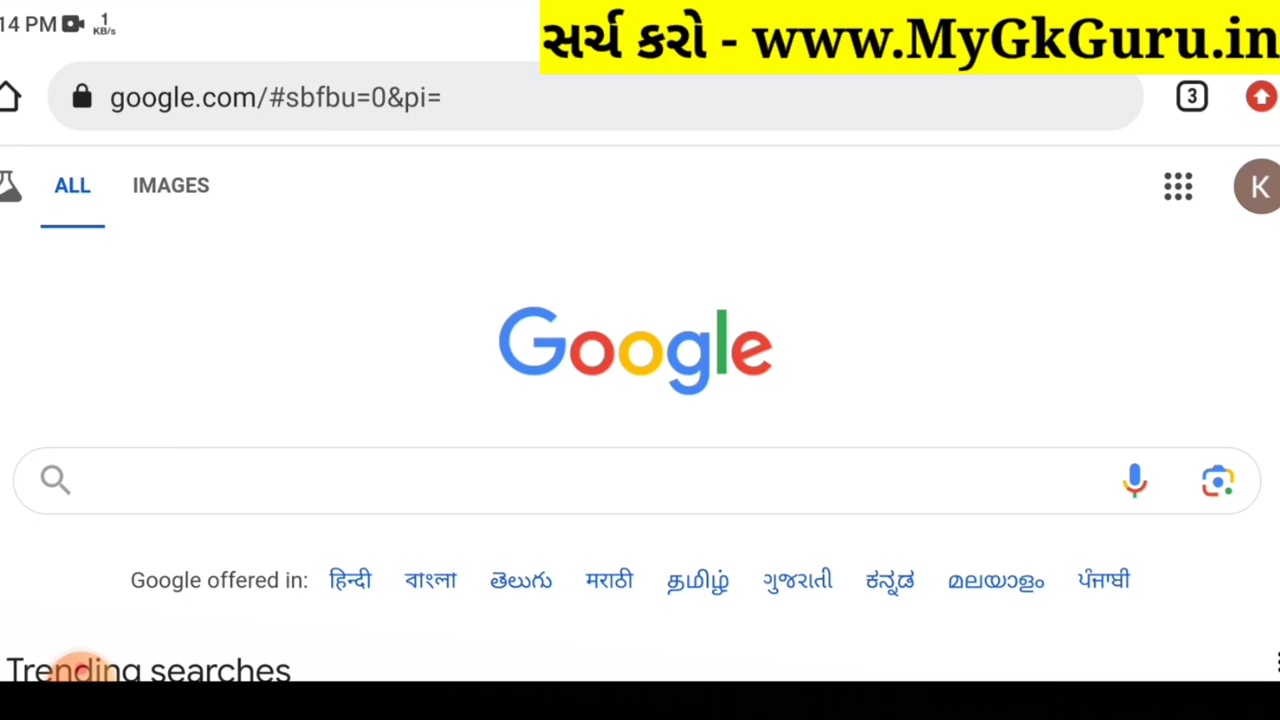 14 PM 1 KB/s
સર્ચ કરો - www.MyGkGuru.in
google.com/#sbfbu=0&pi=
3
ALL IMAGES
K
Google
Google offered in: हिन्दी বাংলা తెలుగు मराठी தமிழ் ગુજરાતી ಕನ್ನಡ മലയാളം ਪੰਜਾਬੀ
Trending searches